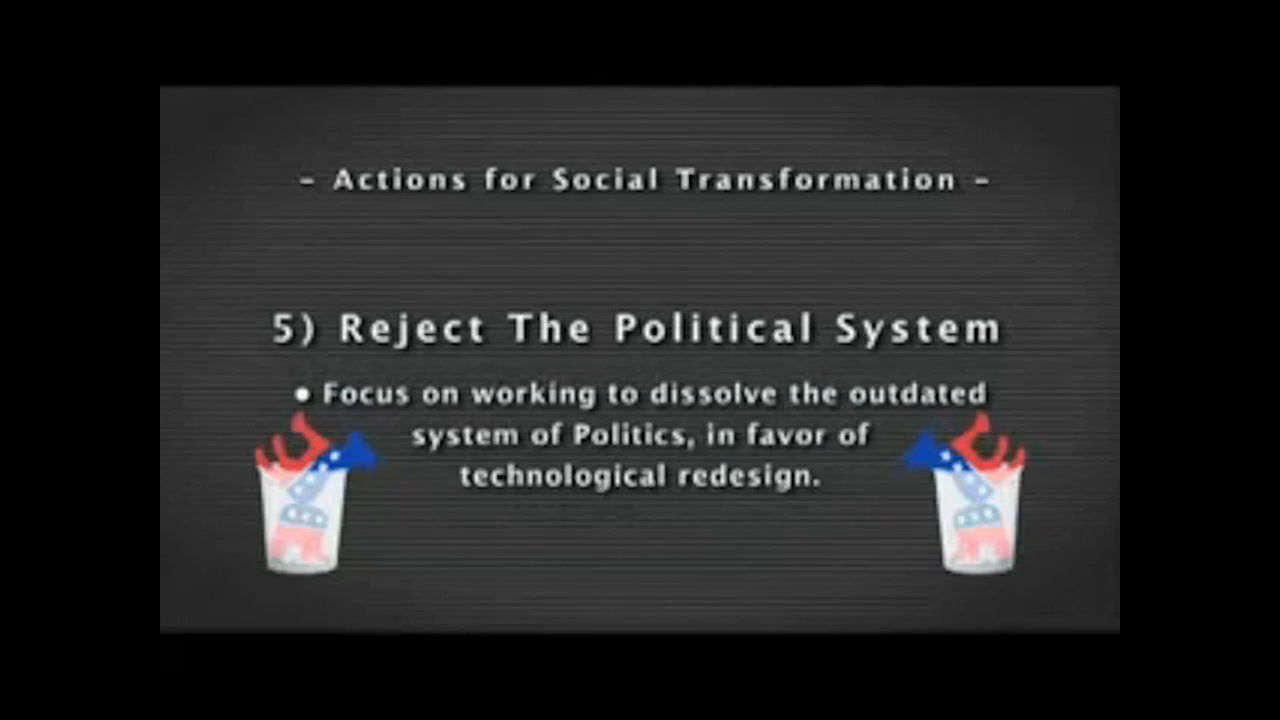 - Actions for Social Transformation -
5) Reject The Political System
• Focus on working to dissolve the outdated
system of Politics, in favor of
technological redesign.